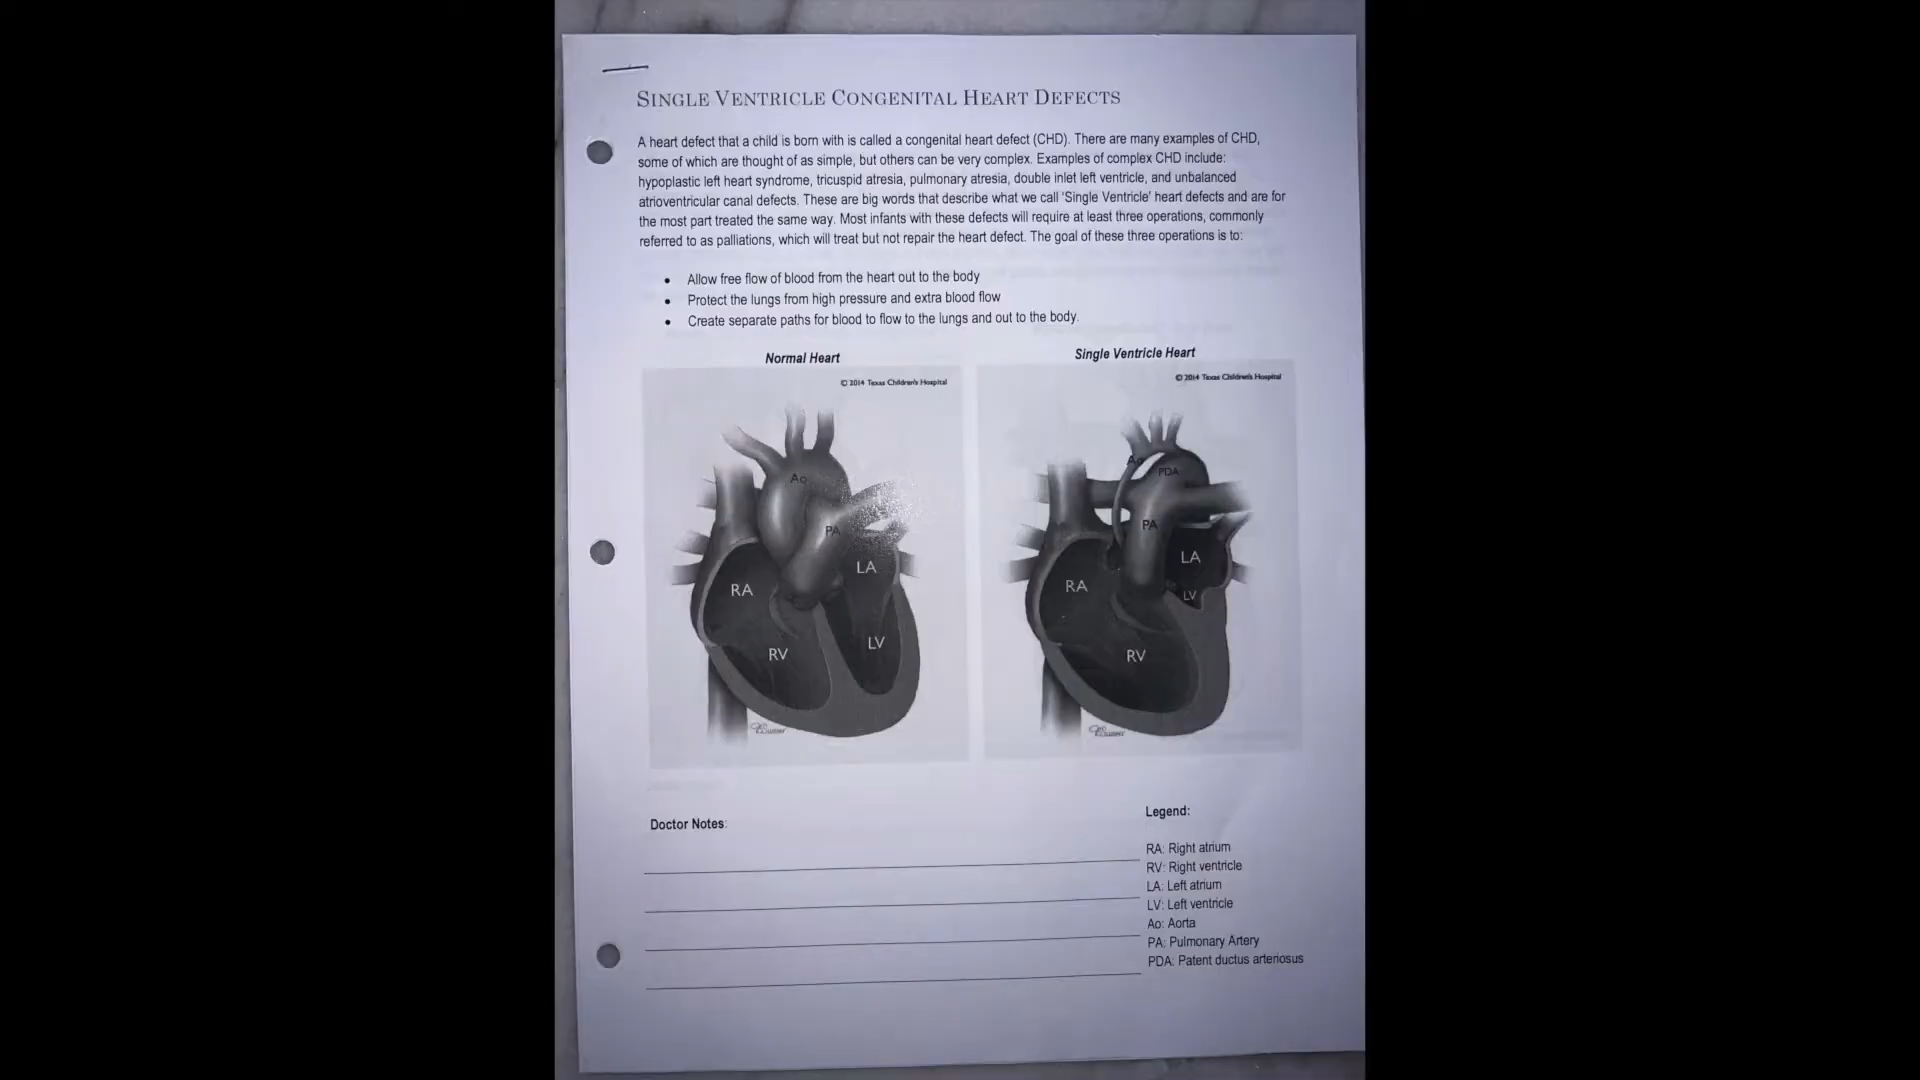 SINGLE VENTRICLE CONGENITAL HEART DEFECTS
A heart defect that a child is born with is called a congenital heart defect (CHD). There are many examples of CHD,
some of which are thought of as simple, but others can be very complex. Examples of complex CHD include:
hypoplastic left heart syndrome, tricuspid atresia, pulmonary atresia, double inlet left ventricle, and unbalanced
atrioventricular canal defects. These are big words that describe what we call 'Single Ventricle' heart defects and are for
the most part treated the same way. Most infants with these defects will require at least three operations, commonly
referred to as palliations, which will treat but not repair the heart defect. The goal of these three operations is to:
• Allow free flow of blood from the heart out to the body
• Protect the lungs from high pressure and extra blood flow
• Create separate paths for blood to flow to the lungs and out to the body.
Normal Heart
© 2014 Texas Children's Hospital
Ao
PA
LA
RA
LV
RV
Single Ventricle Heart
© 2014 Texas Children's Hospital
Ao
PDA
PA
LA
RA
LV
RV
Doctor Notes:
Legend:
RA: Right atrium
RV: Right ventricle
LA: Left atrium
LV: Left ventricle
Ao: Aorta
PA: Pulmonary Artery
PDA: Patent ductus arteriosus